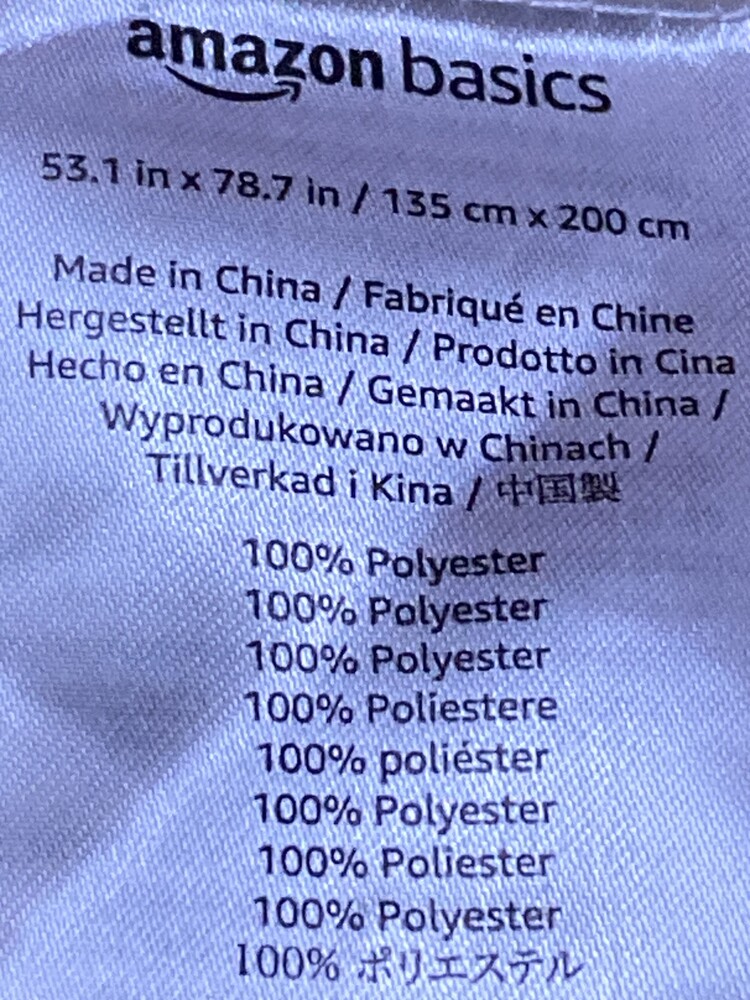 amazon basics
53.1 in x 78.7 in / 135 cm x 200 cm
Made in China / Fabriqué en Chine
Hergestellt in China / Prodotto in Cina
Hecho en China / Gemaakt in China /
Wyprodukowano w Chinach /
Tillverkad i Kina / 中国製
100% Polyester
100% Polyester
100% Polyester
100% Poliestere
100% poliéster
100% Polyester
100% Poliester
100% Polyester
100% ポリエステル